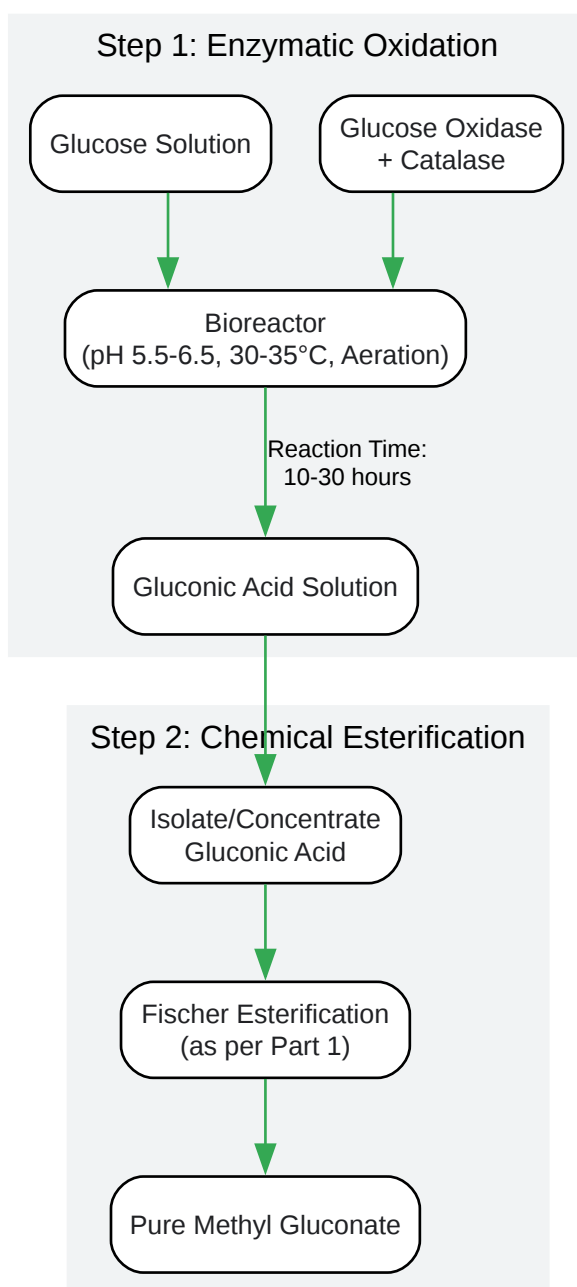 Step 1: Enzymatic Oxidation
Glucose Solution
Glucose Oxidase
+ Catalase
Bioreactor
(pH 5.5-6.5, 30-35°C, Aeration)
Reaction Time:
10-30 hours
Gluconic Acid Solution
Step 2: Chemical Esterification
Isolate/Concentrate
Gluconic Acid
Fischer Esterification
(as per Part 1)
Pure Methyl Gluconate